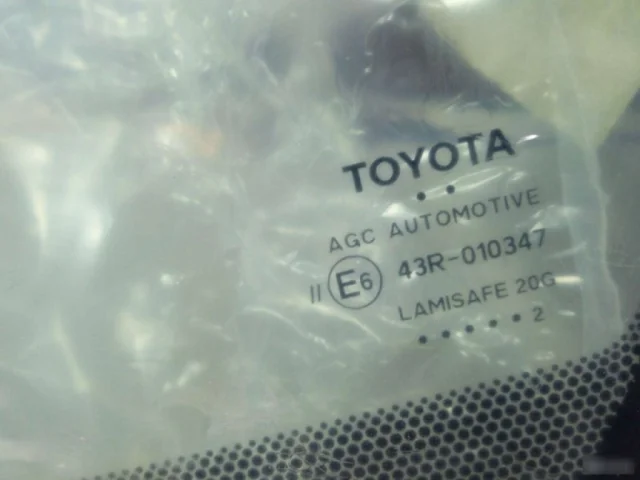 TOYOTA
• •
AGC AUTOMOTIVE
II E6 43R-010347
LAMISAFE 20G
• • • • • 2